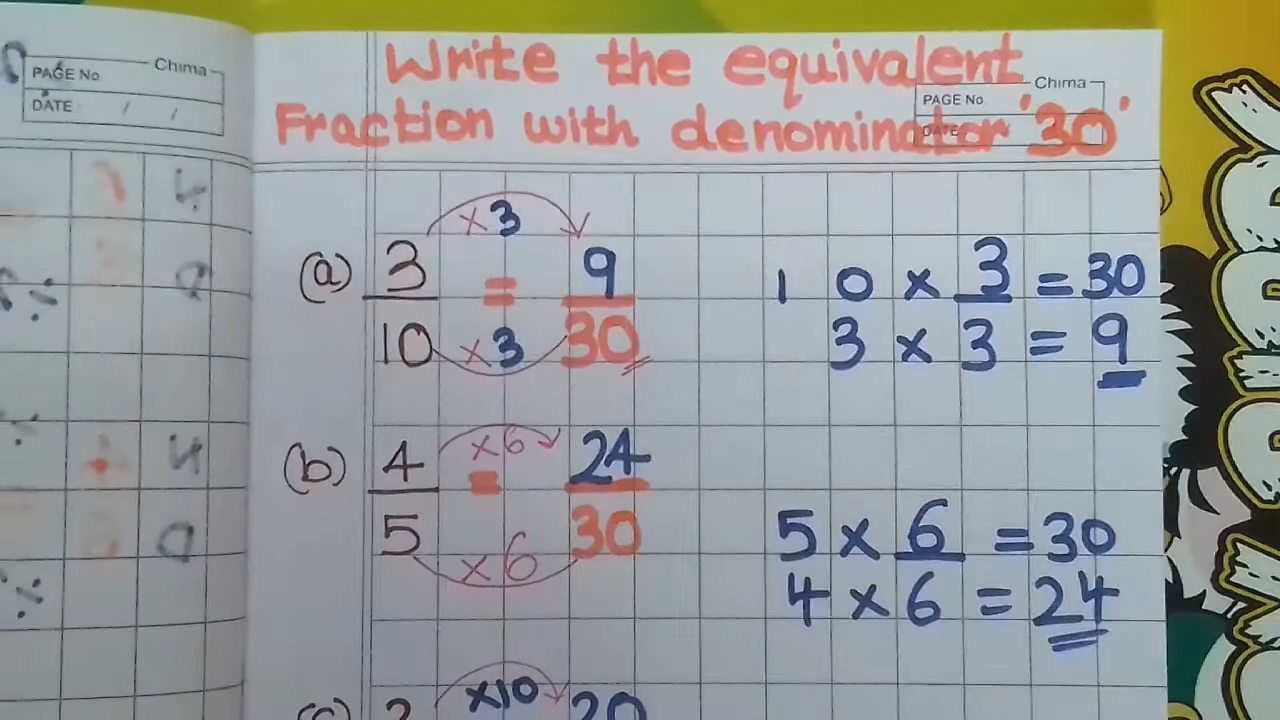 PAGE No
Chima
DATE: / /
Write the equivalent
Fraction with denominator '30'
Chima
PAGE No
DATE
(a) 3/10 = 9/30
×3
×3
10 × 3 = 30
3 × 3 = 9
(b) 4/5 = 24/30
×6
×6
5 × 6 = 30
4 × 6 = 24
(c)
×10
20